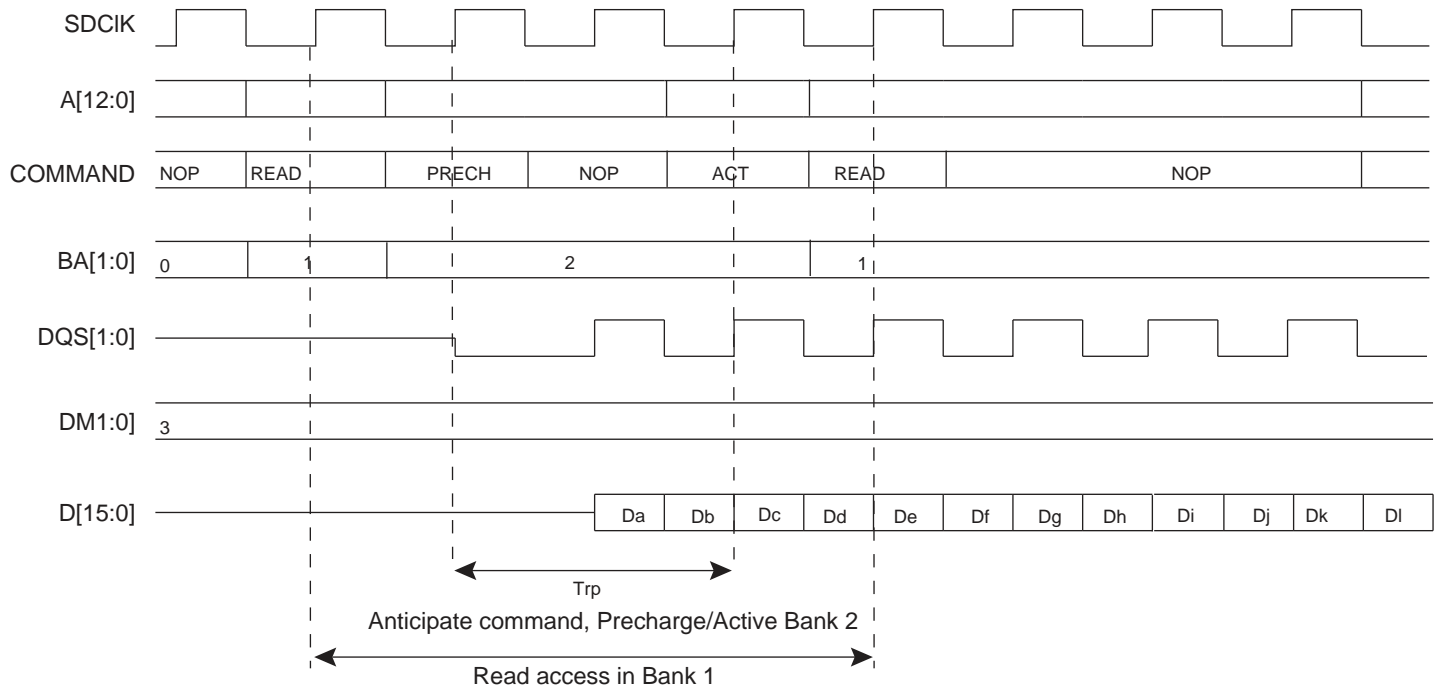 SDClK
A[12:0]
COMMAND NOP READ PRECH NOP ACT READ NOP
BA[1:0] 0 1 2 1
DQS[1:0]
DM1:0] 3
D[15:0] Da Db Dc Dd De Df Dg Dh Di Dj Dk Dl
Trp
Anticipate command, Precharge/Active Bank 2
Read access in Bank 1